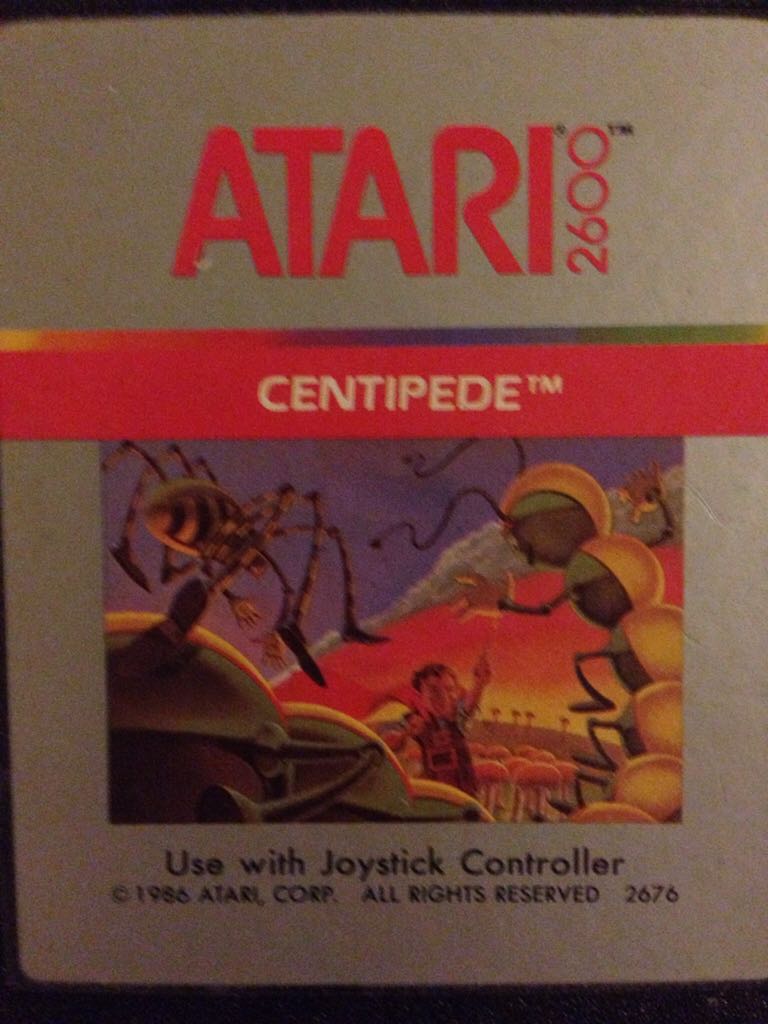 ATARI® 2600™
CENTIPEDE™
Use with Joystick Controller
© 1986 ATARI, CORP. ALL RIGHTS RESERVED 2676